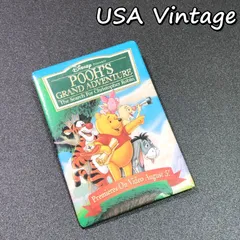 USA Vintage
Disney
POOH'S
GRAND ADVENTURE
The Search For Christopher Robin
Premieres On Video August 5